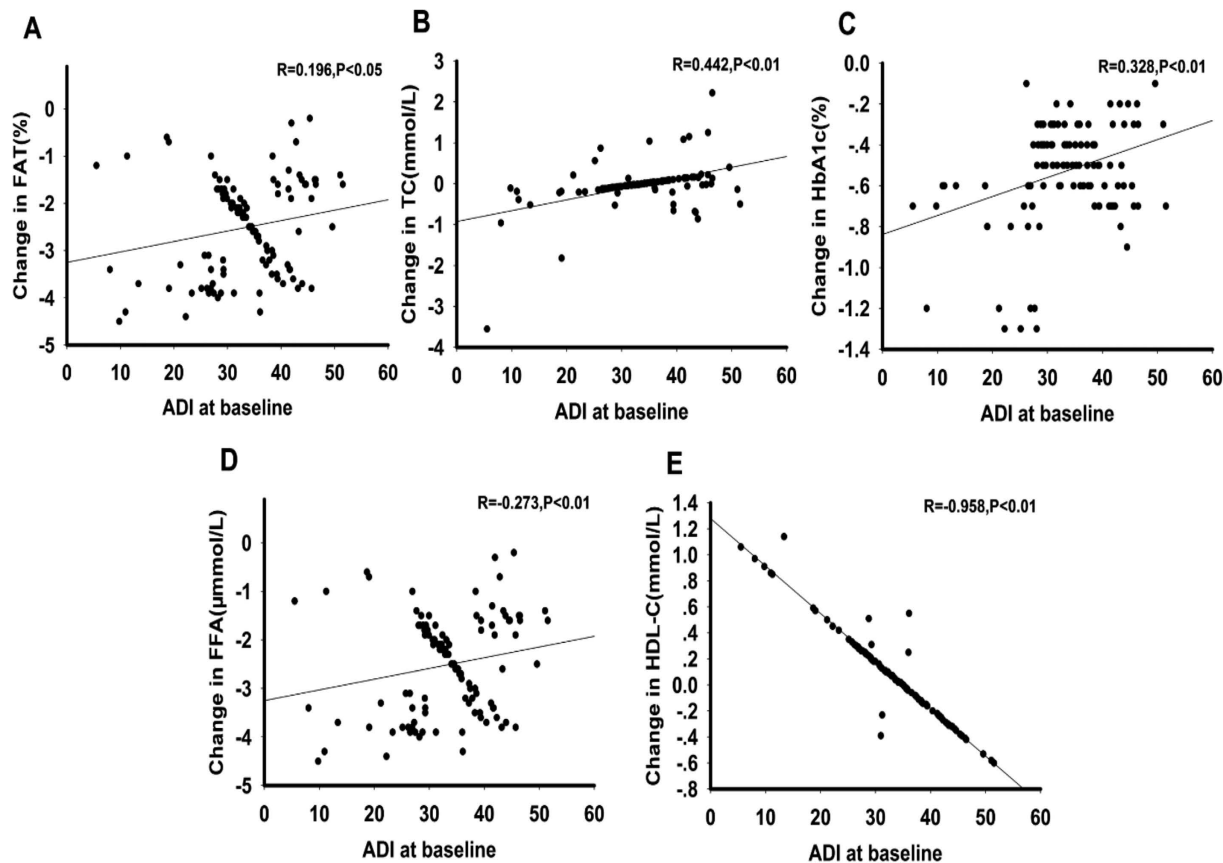 A
R=0.196,P<0.05
Change in FAT(%)
0
-1
-2
-3
-4
-5
0 10 20 30 40 50 60
ADI at baseline
B
R=0.442,P<0.01
Change in TC(mmol/L)
3
2
1
0
-1
-2
-3
-4
0 10 20 30 40 50 60
ADI at baseline
C
R=0.328,P<0.01
Change in HbA1c(%)
0.0
-.2
-.4
-.6
-.8
-1.0
-1.2
-1.4
0 10 20 30 40 50 60
ADI at baseline
D
R=-0.273,P<0.01
Change in FFA(μmmol/L)
0
-1
-2
-3
-4
-5
0 10 20 30 40 50 60
ADI at baseline
E
R=-0.958,P<0.01
Change in HDL-C(mmol/L)
1.4
1.2
1.0
.8
.6
.4
.2
0.0
-.2
-.4
-.6
-.8
0 10 20 30 40 50 60
ADI at baseline